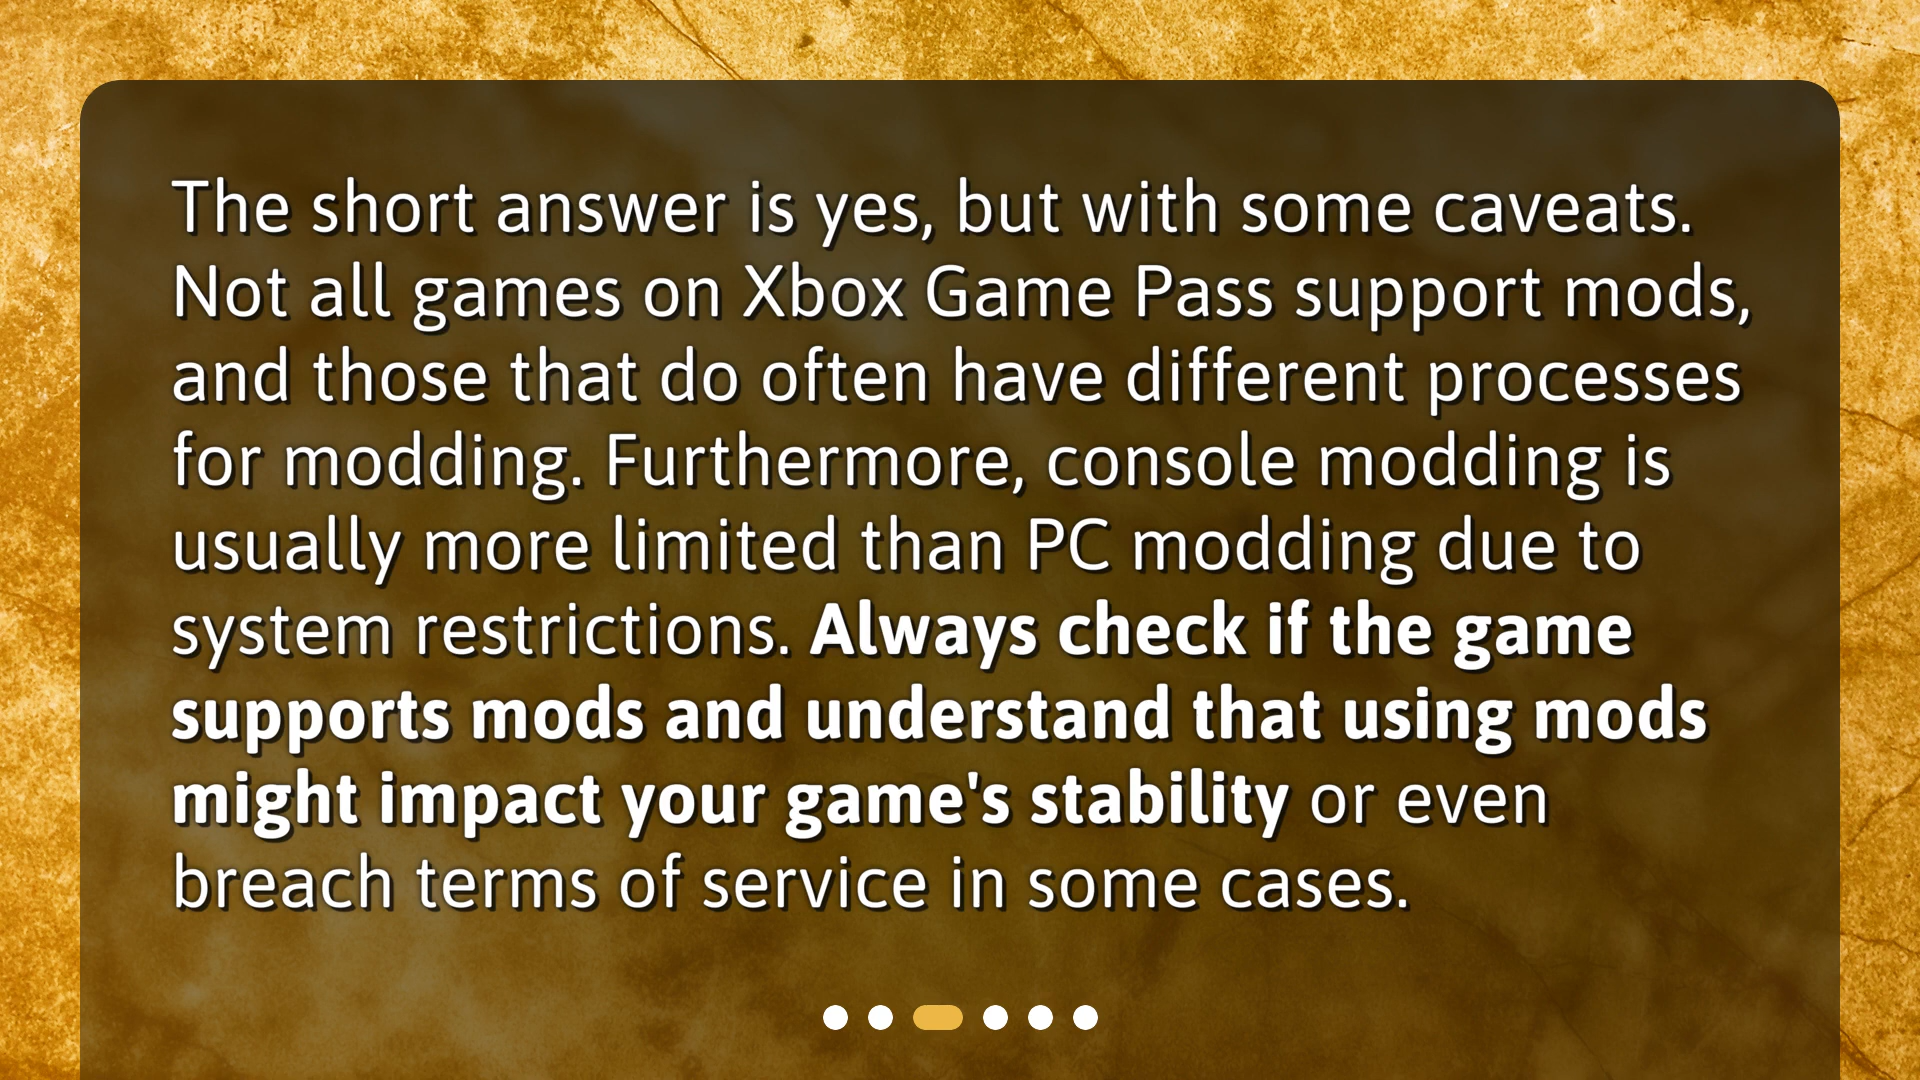 The short answer is yes, but with some caveats.
Not all games on Xbox Game Pass support mods,
and those that do often have different processes
for modding. Furthermore, console modding is
usually more limited than PC modding due to
system restrictions. Always check if the game
supports mods and understand that using mods
might impact your game's stability or even
breach terms of service in some cases.